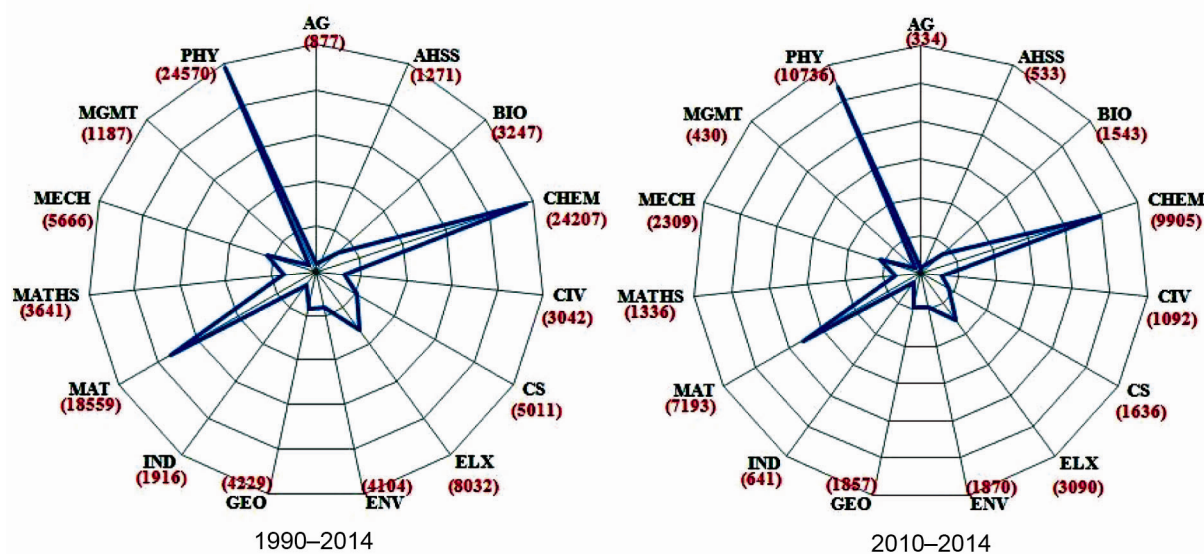 AG
(877)
AHSS
(1271)
BIO
(3247)
CHEM
(24207)
CIV
(3042)
CS
(5011)
ELX
(8032)
(4104)
ENV
(4229)
GEO
IND
(1916)
MAT
(18559)
MATHS
(3641)
MECH
(5666)
MGMT
(1187)
PHY
(24570)
1990–2014
AG
(334)
AHSS
(533)
BIO
(1543)
CHEM
(9905)
CIV
(1092)
CS
(1636)
ELX
(3090)
(1870)
ENV
(1857)
GEO
IND
(641)
MAT
(7193)
MATHS
(1336)
MECH
(2309)
MGMT
(430)
PHY
(10736)
2010–2014